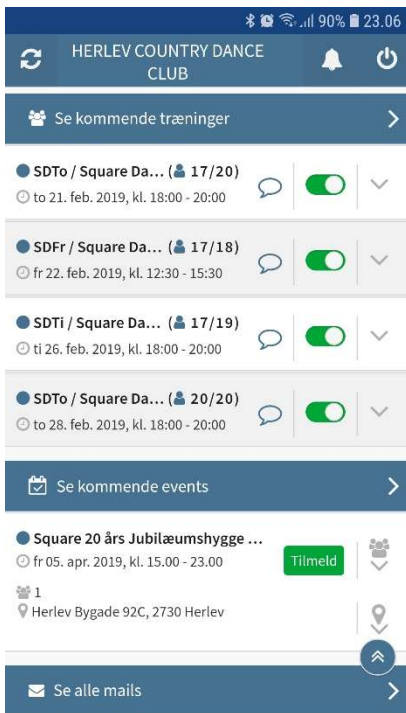 90% 23.06
HERLEV COUNTRY DANCE
CLUB
Se kommende træninger
SDTo / Square Da... (17/20)
to 21. feb. 2019, kl. 18:00 - 20:00
SDFr / Square Da... (17/18)
fr 22. feb. 2019, kl. 12:30 - 15:30
SDTi / Square Da... (17/19)
ti 26. feb. 2019, kl. 18:00 - 20:00
SDTo / Square Da... (20/20)
to 28. feb. 2019, kl. 18:00 - 20:00
Se kommende events
Square 20 års Jubilæumshygge ...
fr 05. apr. 2019, kl. 15.00 - 23.00
Tilmeld
1
Herlev Bygade 92C, 2730 Herlev
Se alle mails